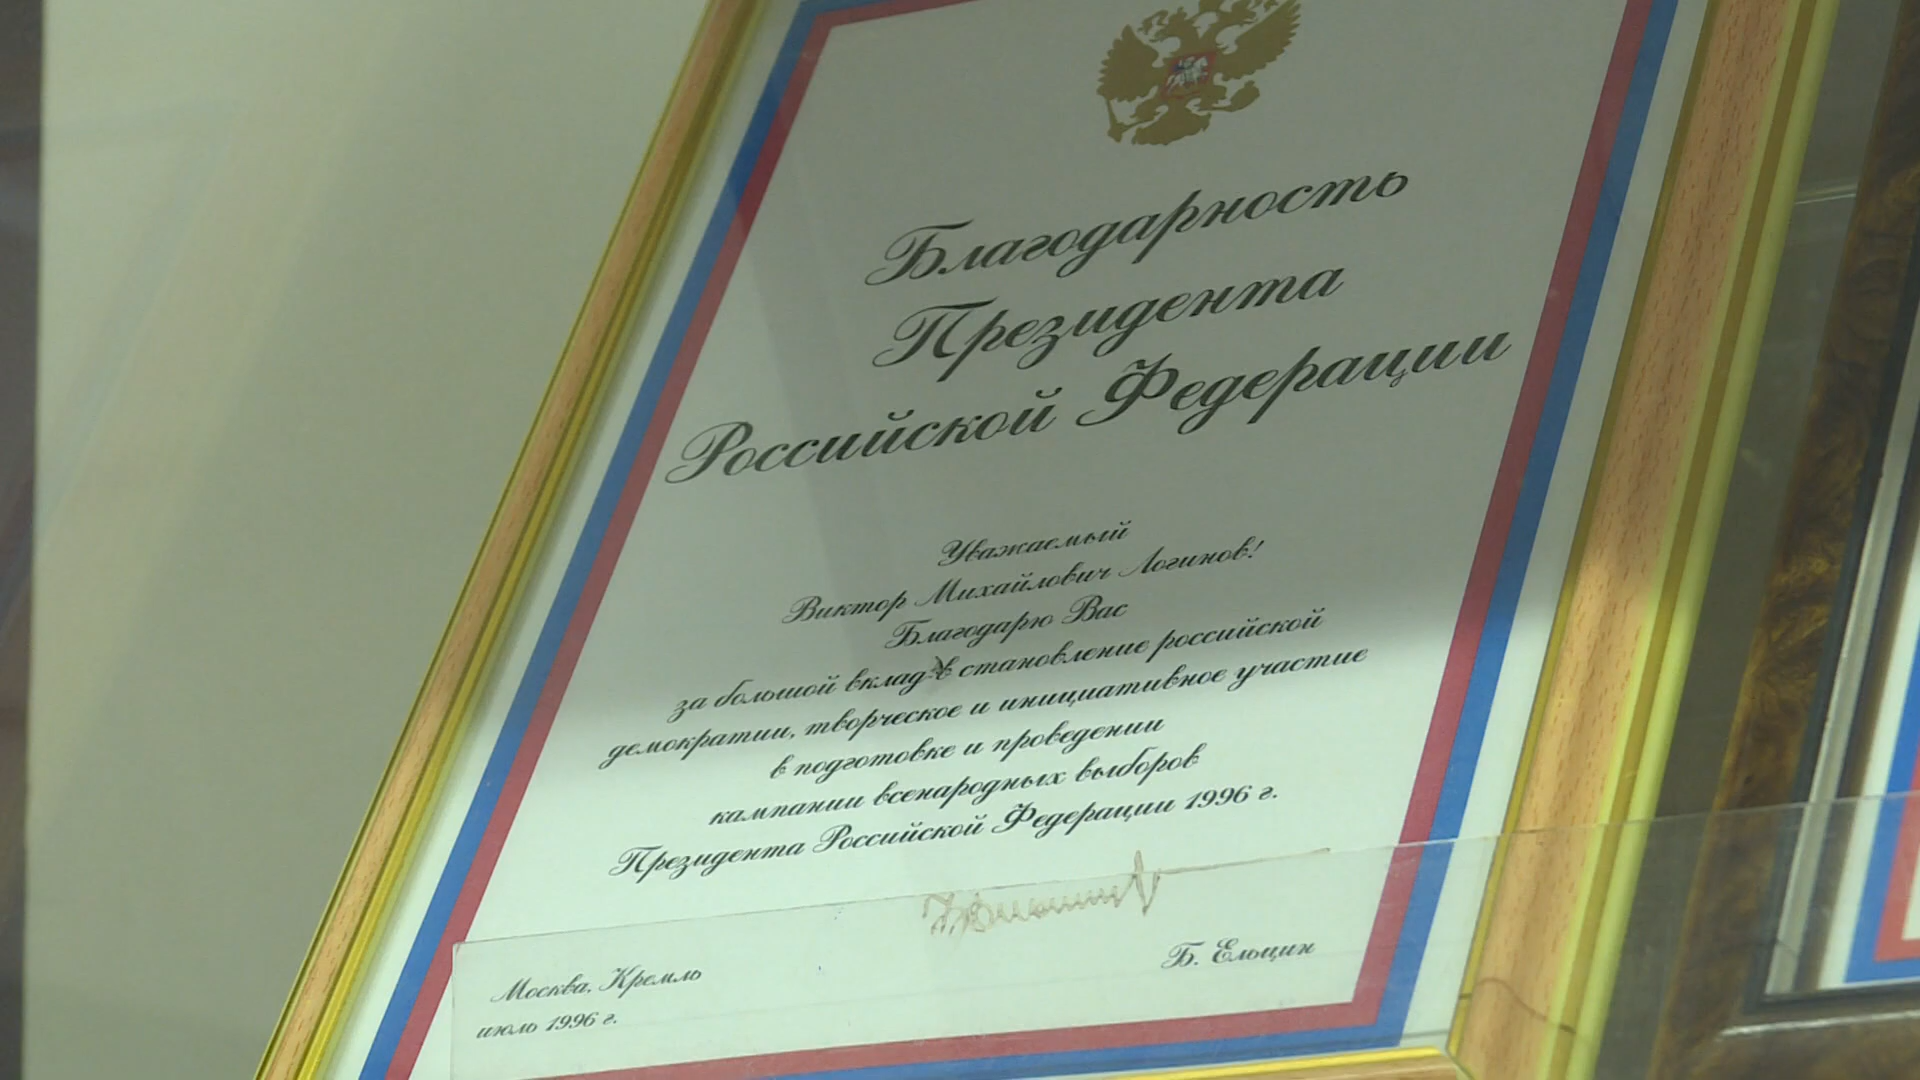 Благодарность
Президента
Российской Федерации
Уважаемый
Виктор Михайлович Логинов!
Благодарю Вас
за большой вклад в становление российской
демократии, творческое и инициативное участие
в подготовке и проведении
кампании всенародных выборов
Президента Российской Федерации 1996 г.
Б. Ельцин
Москва, Кремль
июль 1996 г.